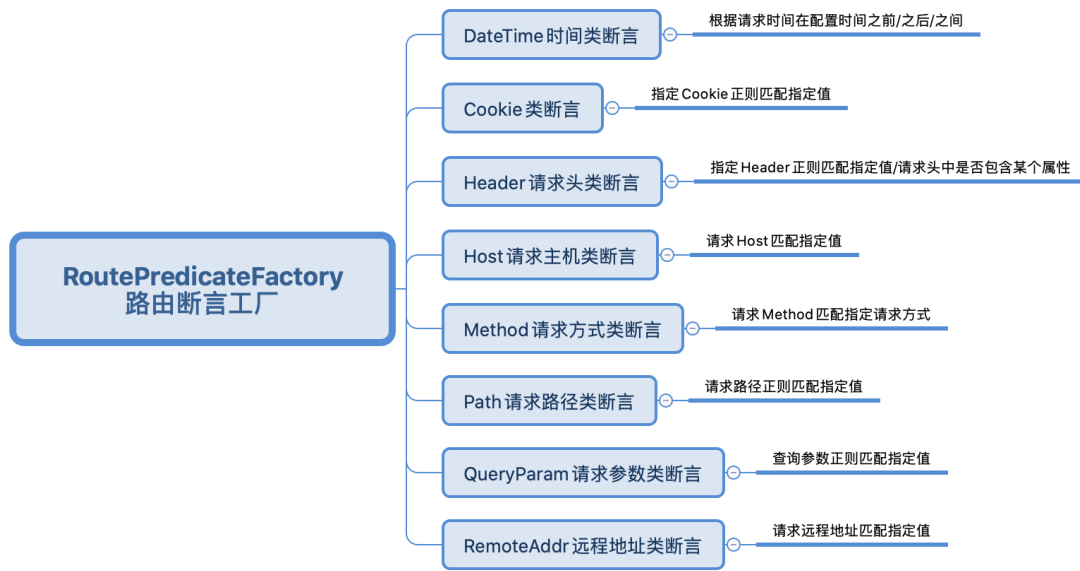 RoutePredicateFactory
路由断言工厂
DateTime时间类断言
根据请求时间在配置时间之前/之后/之间
Cookie类断言
指定Cookie正则匹配指定值
Header请求头类断言
指定Header正则匹配指定值/请求头中是否包含某个属性
Host请求主机类断言
请求Host匹配指定值
Method请求方式类断言
请求Method匹配指定请求方式
Path请求路径类断言
请求路径正则匹配指定值
QueryParam请求参数类断言
查询参数正则匹配指定值
RemoteAddr远程地址类断言
请求远程地址匹配指定值